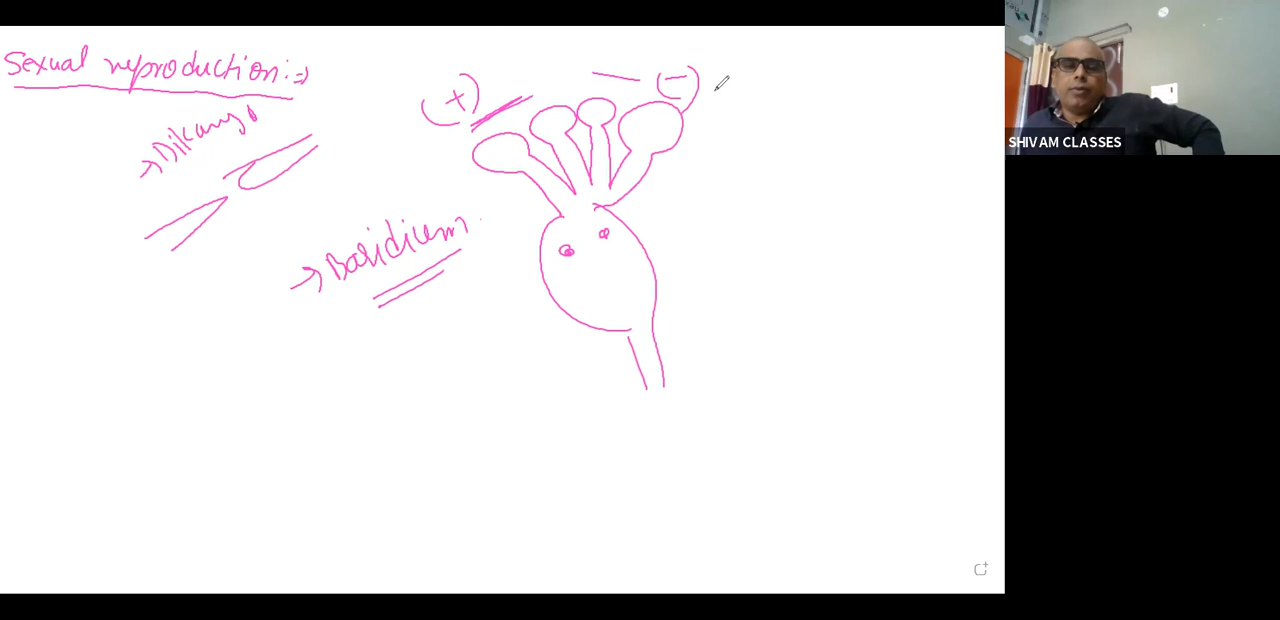 Sexual reproduction:⇒
(+) — (-)
→ Dikaryo
→ Basidium
SHIVAM CLASSES